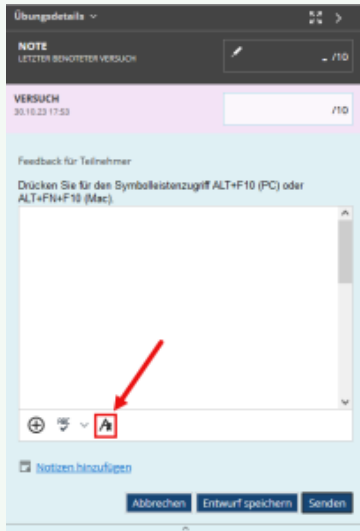 Übungsdetails
NOTE
LETZTER BENOTETER VERSUCH
- /10
VERSUCH
30.10.23 17:53
/10
Feedback für Teilnehmer
Drücken Sie für den Symbolleistenzugriff ALT+F10 (PC) oder
ALT+FN+F10 (Mac).
Notizen hinzufügen
Abbrechen Entwurf speichern Senden